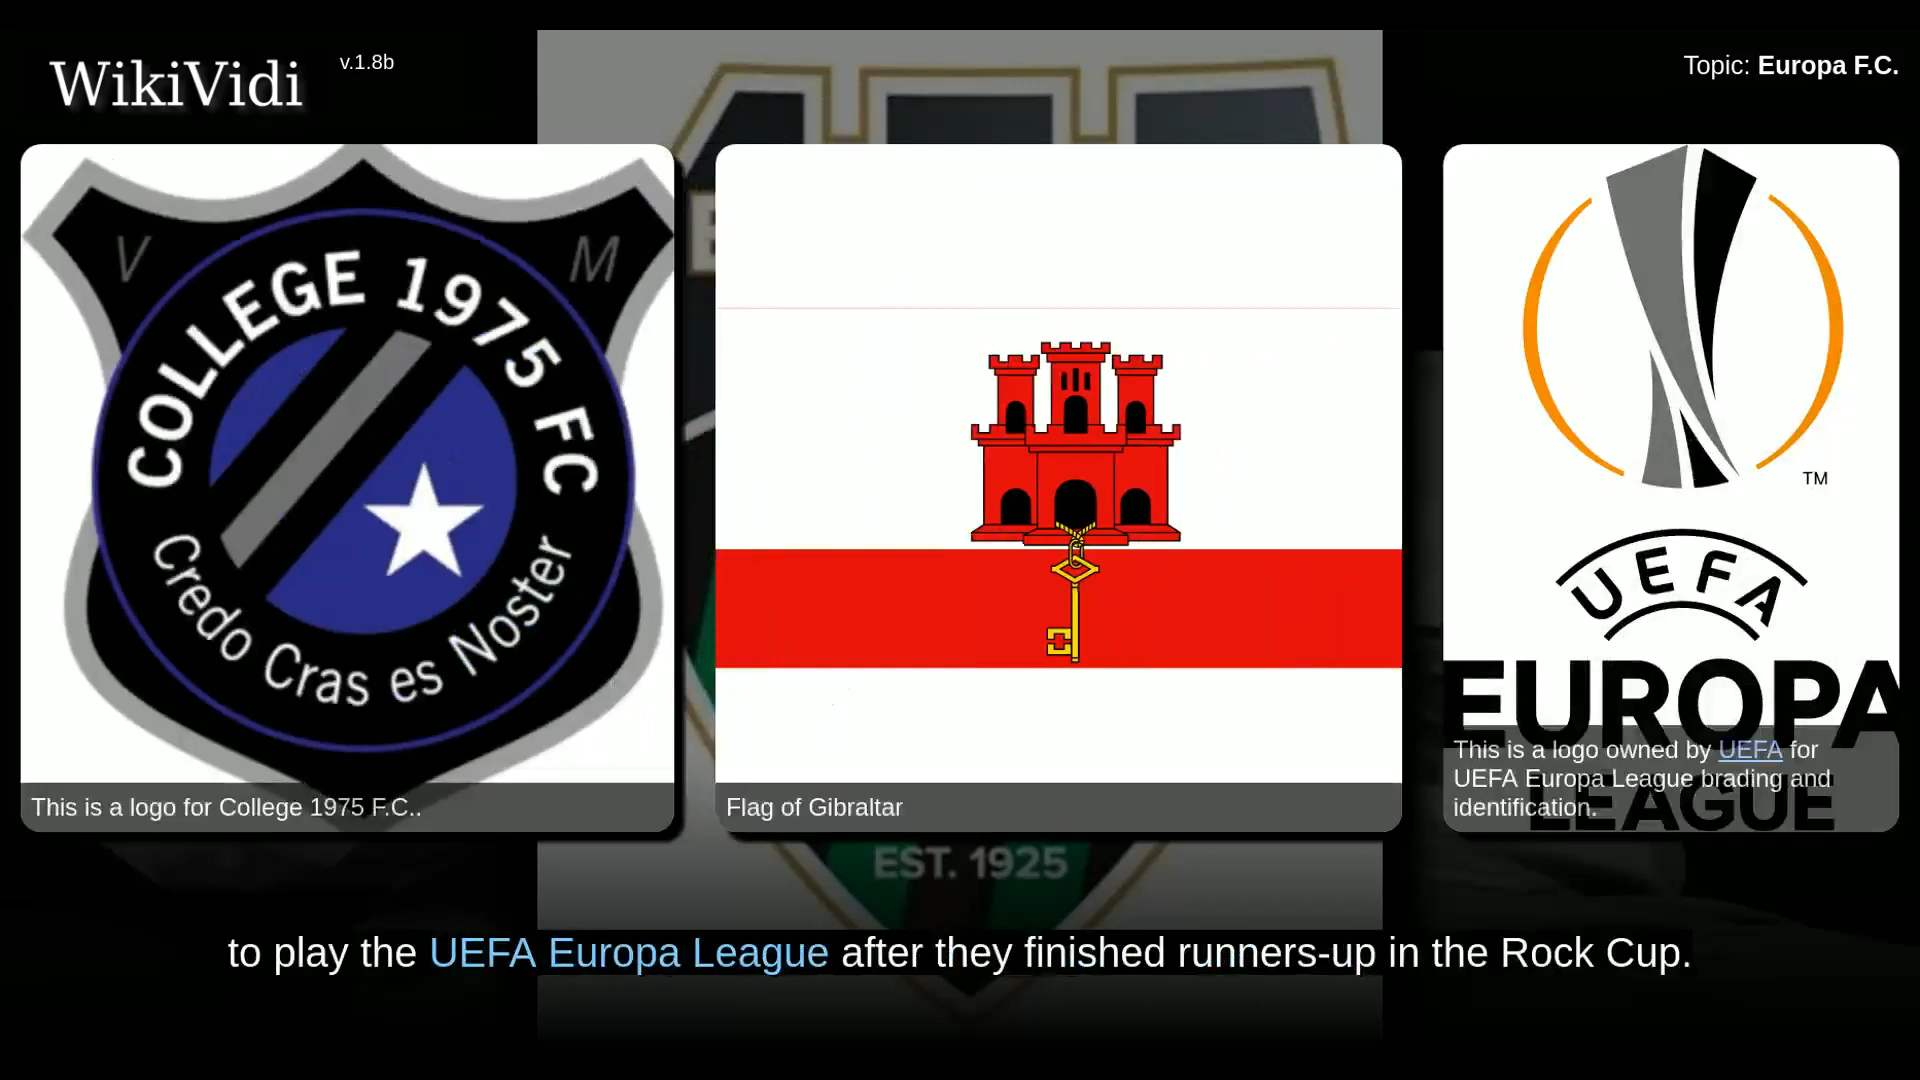 WikiVidi
v.1.8b
Topic: Europa F.C.
V
M
COLLEGE 1975 FC
Credo Cras es Noster
This is a logo for College 1975 F.C..
Flag of Gibraltar
TM
UEFA
EUROPA
LEAGUE
This is a logo owned by UEFA for
UEFA Europa League brading and
identification.
EST. 1925
to play the UEFA Europa League after they finished runners-up in the Rock Cup.